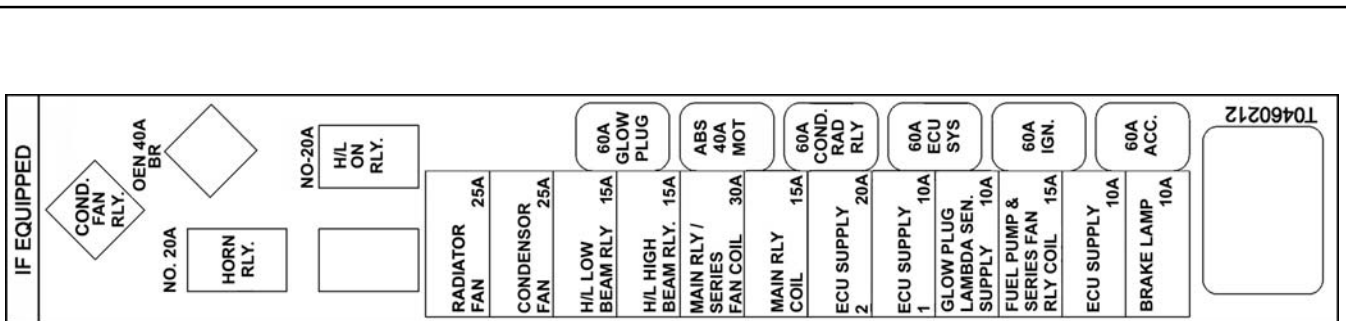 IF EQUIPPED
COND.
FAN
RLY.
OEN 40A
BR
NO. 20A
HORN
RLY.
NO-20A
H/L
ON
RLY.
RADIATOR
FAN 25A
CONDENSOR
FAN 25A
H/L LOW
BEAM RLY 15A
H/L HIGH
BEAM RLY. 15A
MAIN RLY /
SERIES
FAN COIL 30A
MAIN RLY
COIL 15A
ECU SUPPLY
2 20A
ECU SUPPLY
1 10A
GLOW PLUG
LAMBDA SEN.
SUPPLY 10A
FUEL PUMP &
SERIES FAN
RLY COIL 15A
ECU SUPPLY
10A
BRAKE LAMP
10A
60A
GLOW
PLUG
ABS
40A
MOT
60A
COND.
RAD
RLY
60A
ECU
SYS
60A
IGN.
60A
ACC.
T0460212